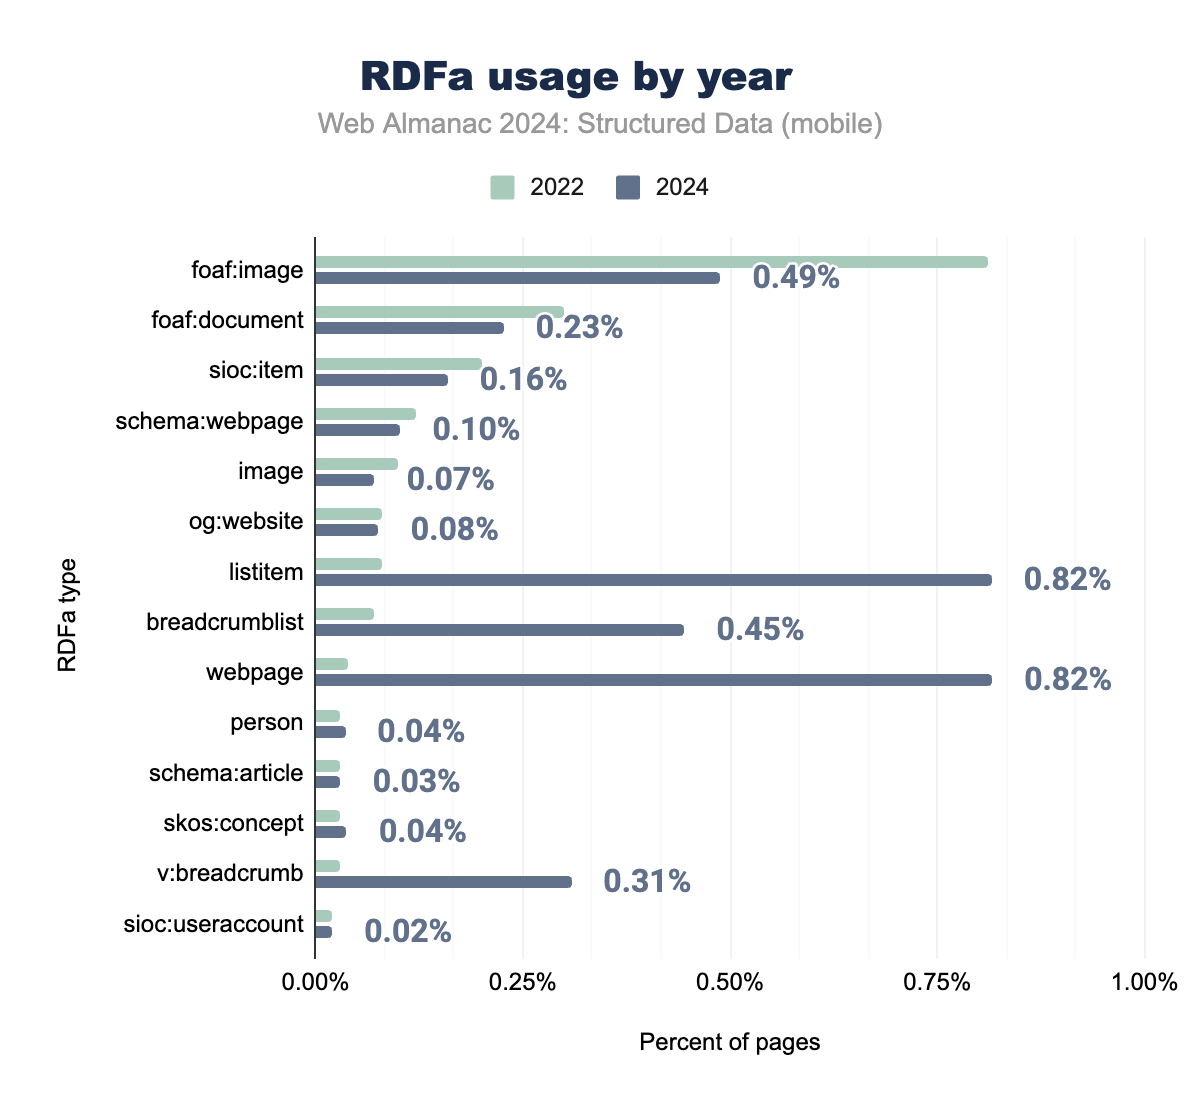 RDFa usage by year
Web Almanac 2024: Structured Data (mobile)
2022 2024
foaf:image 0.49%
foaf:document 0.23%
sioc:item 0.16%
schema:webpage 0.10%
image 0.07%
og:website 0.08%
listitem 0.82%
breadcrumblist 0.45%
webpage 0.82%
person 0.04%
schema:article 0.03%
skos:concept 0.04%
v:breadcrumb 0.31%
sioc:useraccount 0.02%
RDFa type
0.00% 0.25% 0.50% 0.75% 1.00%
Percent of pages